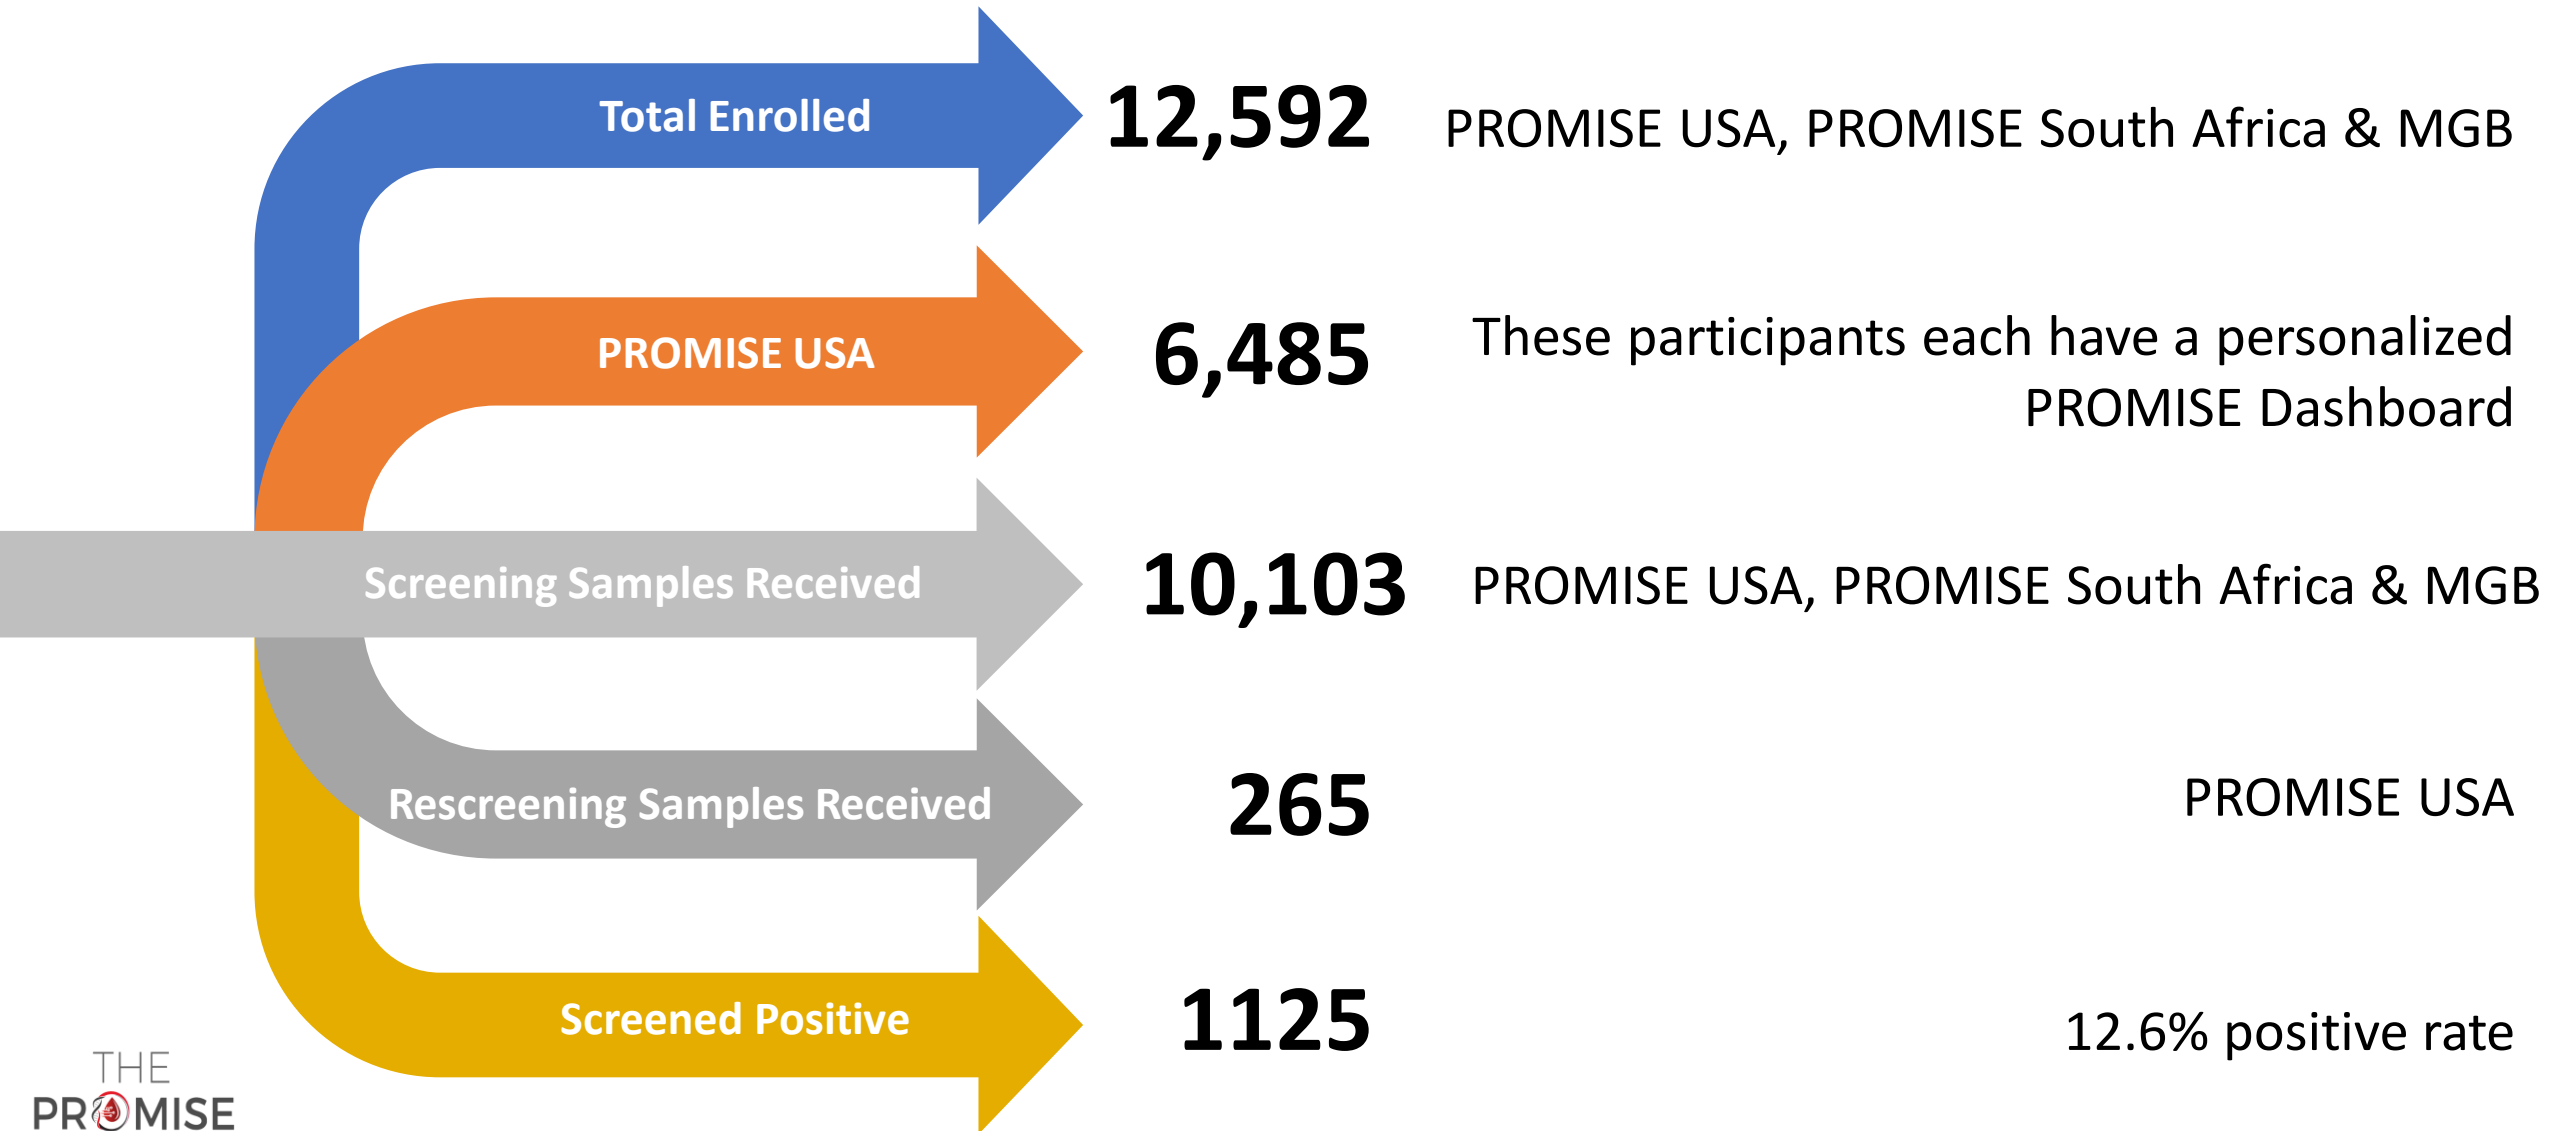 Total Enrolled
12,592
PROMISE USA, PROMISE South Africa & MGB
PROMISE USA
6,485
These participants each have a personalized
PROMISE Dashboard
Screening Samples Received
10,103
PROMISE USA, PROMISE South Africa & MGB
Rescreening Samples Received
265
PROMISE USA
Screened Positive
1125
12.6% positive rate
THE
PROMISE